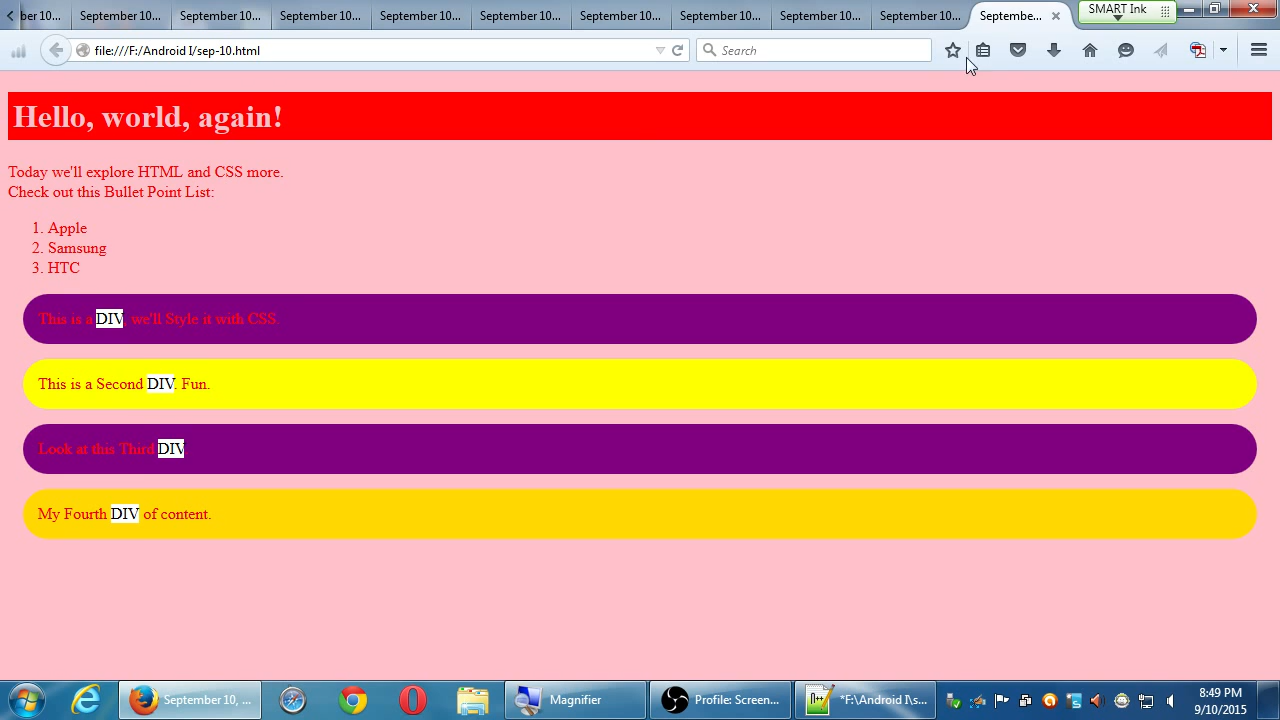 ber 10...
September 10...
September 10...
September 10...
September 10...
September 10...
September 10...
September 10...
September 10...
September 10...
Septembe...
SMART Ink
file:///F:/Android I/sep-10.html
Search
Hello, world, again!
Today we'll explore HTML and CSS more.
Check out this Bullet Point List:
1. Apple
2. Samsung
3. HTC
This is a DIV, we'll Style it with CSS.
This is a Second DIV. Fun.
Look at this Third DIV
My Fourth DIV of content.
September 10, ...
Magnifier
Profile: Screen...
*F:\Android I\s...
8:49 PM
9/10/2015